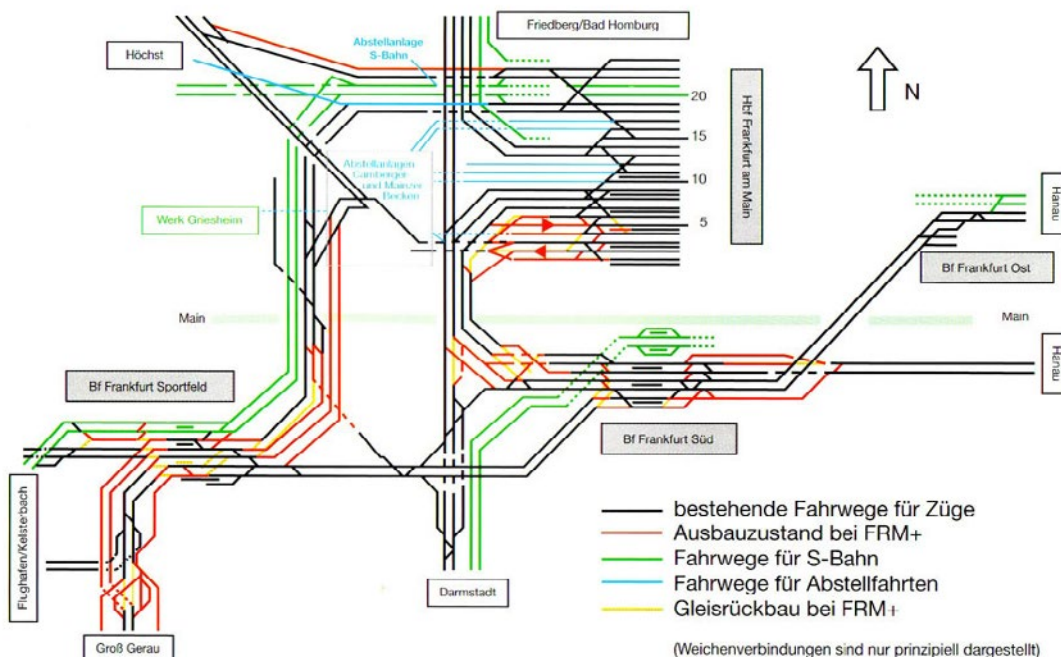 Friedberg/Bad Homburg
Höchst
Abstellanlage
S-Bahn
N
20
15
10
5
Hbf Frankfurt am Main
Abstellanlagen
Camberger-
und Mainzer
Becken
Werk Griesheim
Hanau
Bf Frankfurt Ost
Main
Main
Hanau
Bf Frankfurt Sportfeld
Bf Frankfurt Süd
Flughafen/Kelsterbach
Darmstadt
Groß Gerau
bestehende Fahrwege für Züge
Ausbauzustand bei FRM+
Fahrwege für S-Bahn
Fahrwege für Abstellfahrten
Gleisrückbau bei FRM+
(Weichenverbindungen sind nur prinzipiell dargestellt)